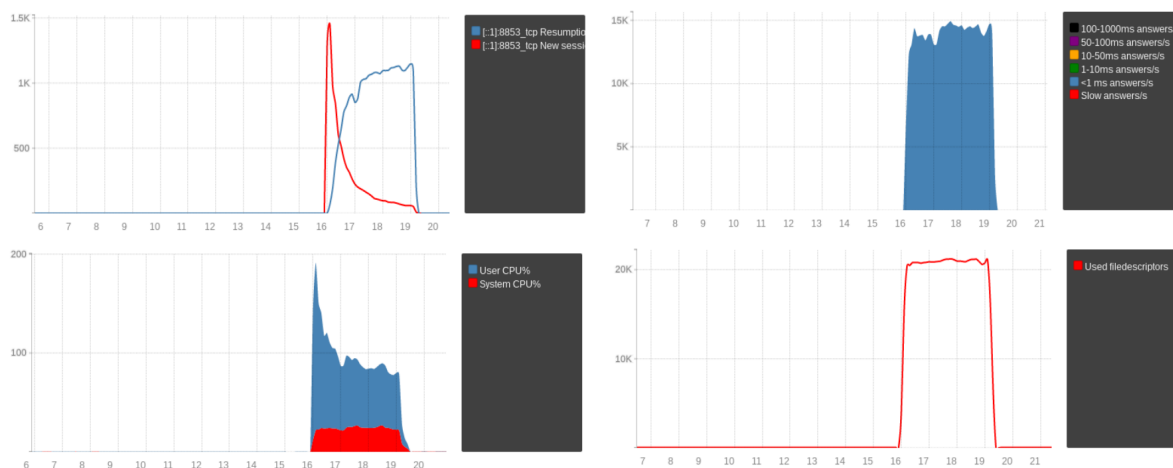 1.5K
1K
500
6 7 8 9 10 11 12 13 14 15 16 17 18 19 20
[::1]:8853_tcp Resumptio
[::1]:8853_tcp New sessi
15K
10K
5K
7 8 9 10 11 12 13 14 15 16 17 18 19 20 21
100-1000ms answers
50-100ms answers/s
10-50ms answers/s
1-10ms answers/s
<1 ms answers/s
Slow answers/s
200
100
6 7 8 9 10 11 12 13 14 15 16 17 18 19 20
User CPU%
System CPU%
20K
10K
7 8 9 10 11 12 13 14 15 16 17 18 19 20 21
Used filedescriptors